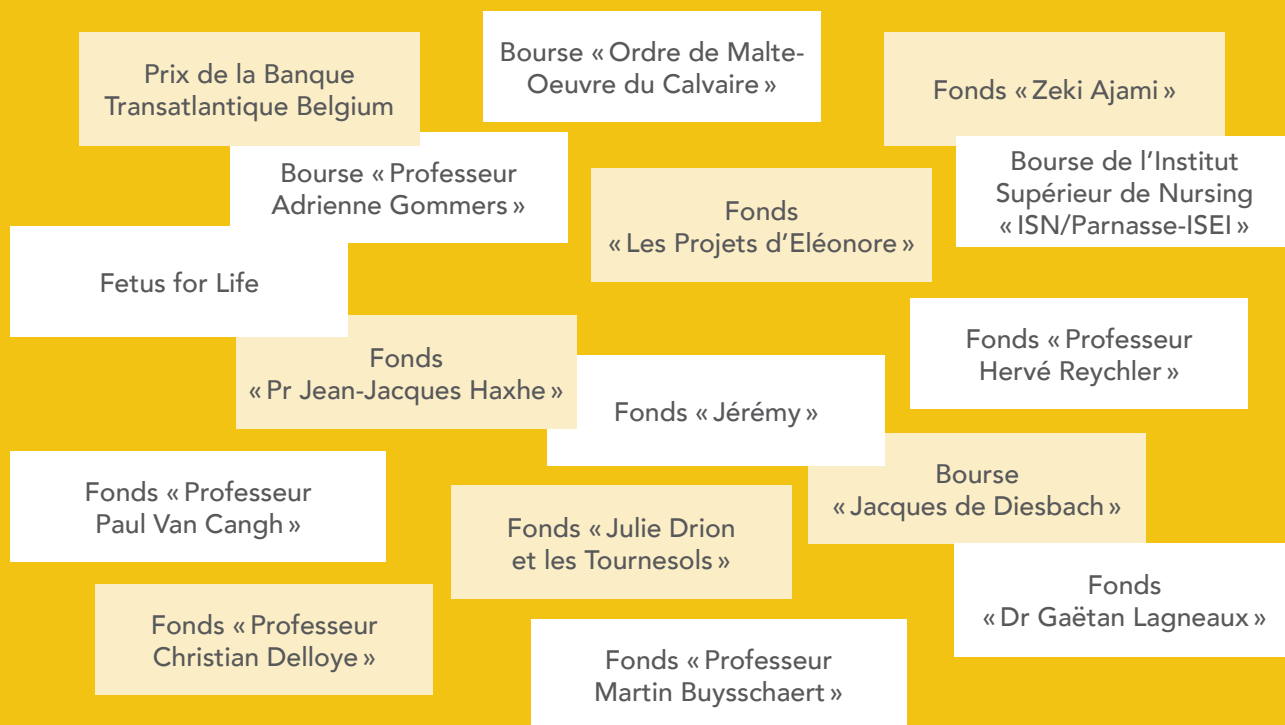 Prix de la Banque
Transatlantique Belgium
Bourse « Ordre de Malte-
Oeuvre du Calvaire »
Fonds « Zeki Ajami »
Bourse « Professeur
Adrienne Gommers »
Fonds
« Les Projets d’Eléonore »
Bourse de l’Institut
Supérieur de Nursing
« ISN/Parnasse-ISEI »
Fetus for Life
Fonds
« Pr Jean-Jacques Haxhe »
Fonds « Jérémy »
Fonds « Professeur
Hervé Reychler »
Fonds « Professeur
Paul Van Cangh »
Fonds « Julie Drion
et les Tournesols »
Bourse
« Jacques de Diesbach »
Fonds « Professeur
Christian Delloye »
Fonds « Professeur
Martin Buysschaert »
Fonds
« Dr Gaëtan Lagneaux »